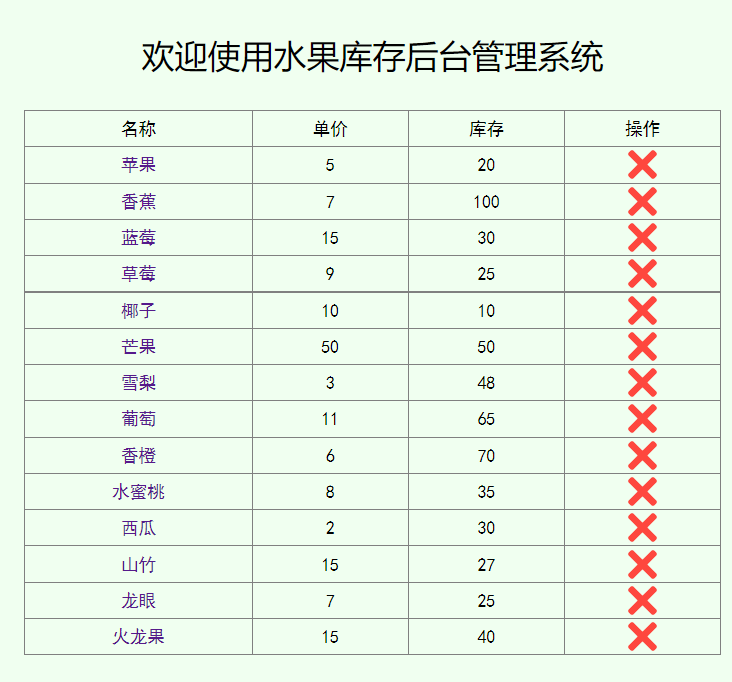 欢迎使用水果库存后台管理系统
名称 单价 库存 操作
苹果 5 20
香蕉 7 100
蓝莓 15 30
草莓 9 25
椰子 10 10
芒果 50 50
雪梨 3 48
葡萄 11 65
香橙 6 70
水蜜桃 8 35
西瓜 2 30
山竹 15 27
龙眼 7 25
火龙果 15 40